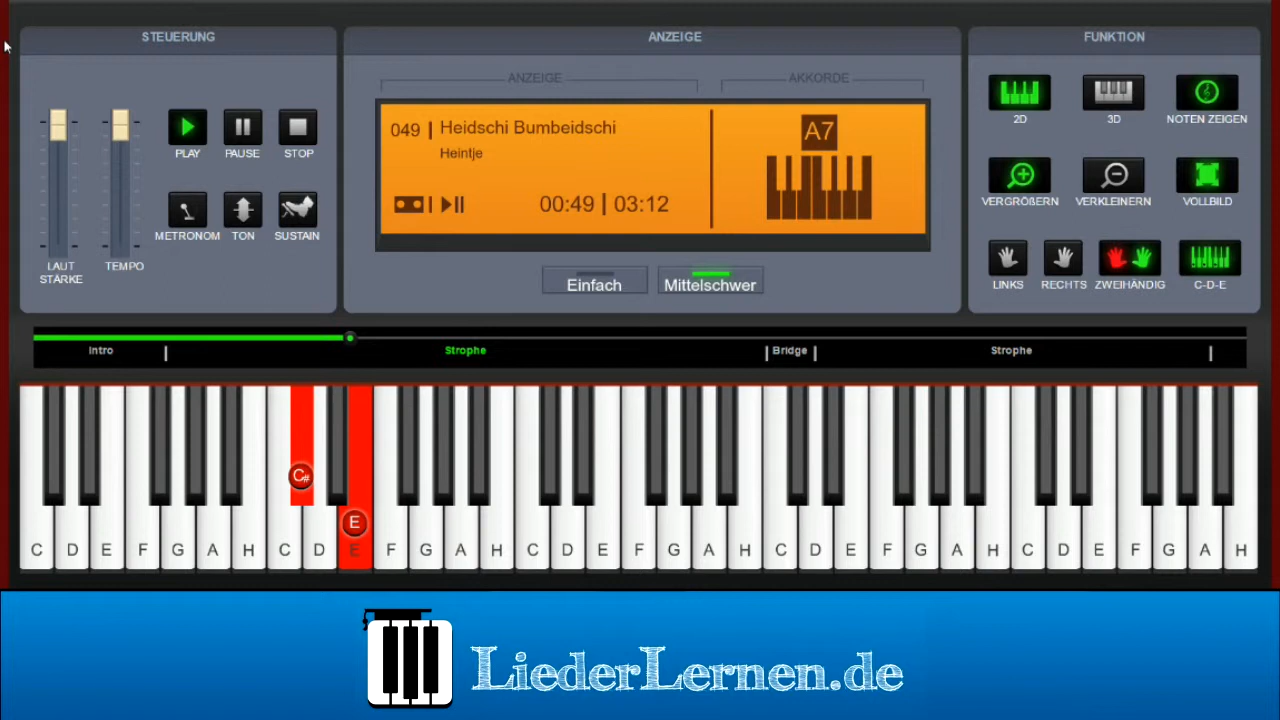 STEUERUNG
ANZEIGE
FUNKTION
ANZEIGE
AKKORDE
049 | Heidschi Bumbeidschi
Heintje
A7
00:49 | 03:12
PLAY
PAUSE
STOP
METRONOM
TON
SUSTAIN
LAUT
STÄRKE
TEMPO
Einfach
Mittelschwer
2D
3D
NOTEN ZEIGEN
VERGRÖßERN
VERKLEINERN
VOLLBILD
LINKS
RECHTS
ZWEIHÄNDIG
C-D-E
Intro
Strophe
Bridge
Strophe
C#
E
C D E F G A H C D E F G A H C D E F G A H C D E F G A H C D E F G A H
LiederLernen.de